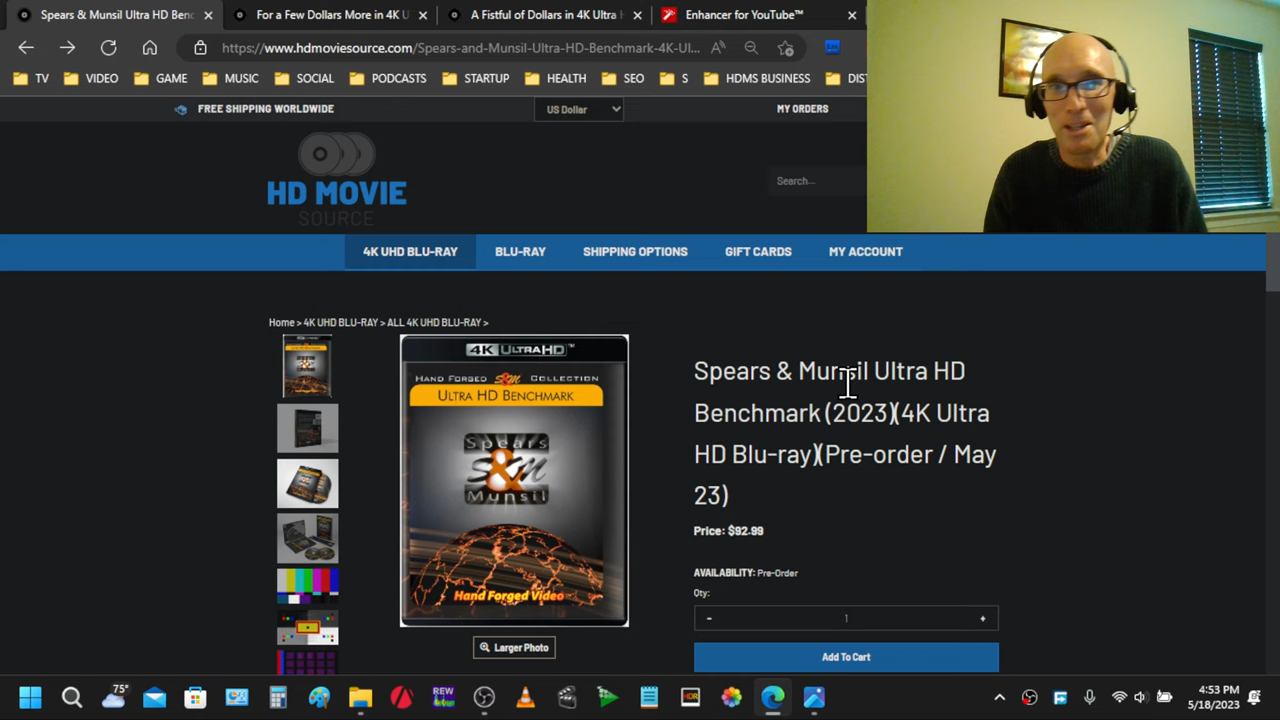 Spears & Munsil Ultra HD Benc
For a Few Dollars More in 4K U
A Fistful of Dollars in 4K Ultra H
Enhancer for YouTube™
https://www.hdmoviesource.com/Spears-and-Munsil-Ultra-HD-Benchmark-4K-Ul...
TV
VIDEO
GAME
MUSIC
SOCIAL
PODCASTS
STARTUP
HEALTH
SEO
S
HDMS BUSINESS
DIST
FREE SHIPPING WORLDWIDE
US Dollar
MY ORDERS
HD MOVIE
SOURCE
Search...
4K UHD BLU-RAY
BLU-RAY
SHIPPING OPTIONS
GIFT CARDS
MY ACCOUNT
Home > 4K UHD BLU-RAY > ALL 4K UHD BLU-RAY >
4K ULTRAHD™
HAND FORGED S&M COLLECTION
ULTRA HD BENCHMARK
Spears
S&M
Munsil
Hand Forged Video
Larger Photo
Spears & Munsil Ultra HD
Benchmark (2023)(4K Ultra
HD Blu-ray)(Pre-order / May
23)
Price: $92.99
AVAILABILITY: Pre-Order
Qty:
- 1 +
Add To Cart
75°
REW
HDR
4:53 PM
5/18/2023